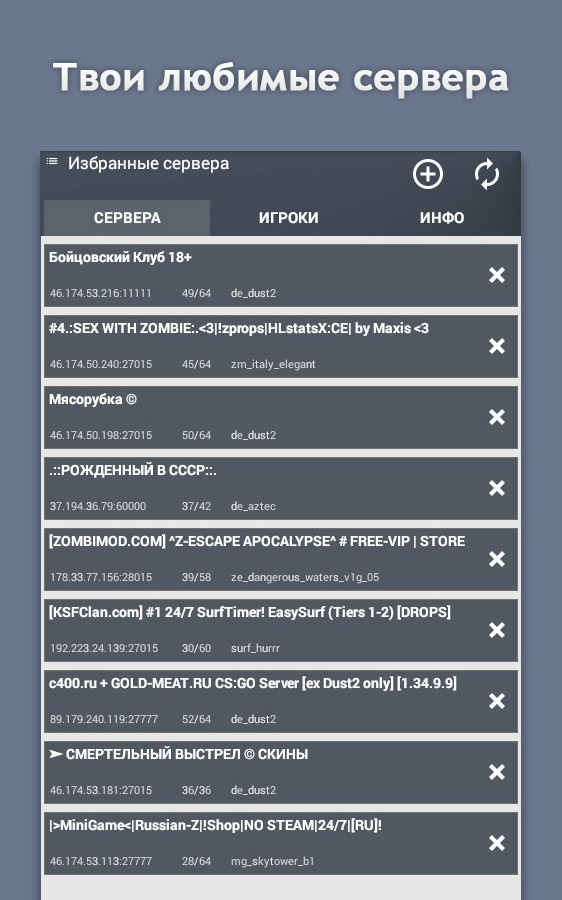 Твои любимые сервера
Избранные сервера
СЕРВЕРА ИГРОКИ ИНФО
Бойцовский Клуб 18+
46.174.53.216:11111 49/64 de_dust2
#4.:SEX WITH ZOMBIE:.<3|!zprops|HLstatsX:CE| by Maxis <3
46.174.50.240:27015 45/64 zm_italy_elegant
Мясорубка ©
46.174.50.198:27015 50/64 de_dust2
.::РОЖДЕННЫЙ В СССР::.
37.194.36.79:60000 37/42 de_aztec
[ZOMBIMOD.COM] ^Z-ESCAPE APOCALYPSE^ # FREE-VIP | STORE
178.33.77.156:28015 39/58 ze_dangerous_waters_v1g_05
[KSFClan.com] #1 24/7 SurfTimer! EasySurf (Tiers 1-2) [DROPS]
192.223.24.139:27015 30/60 surf_hurrr
c400.ru + GOLD-MEAT.RU CS:GO Server [ex Dust2 only] [1.34.9.9]
89.179.240.119:27777 52/64 de_dust2
➢ СМЕРТЕЛЬНЫЙ ВЫСТРЕЛ © СКИНЫ
46.174.53.181:27015 36/36 de_dust2
|>MiniGame<|Russian-Z|!Shop|NO STEAM|24/7|[RU]!
46.174.53.113:27777 28/64 mg_skytower_b1